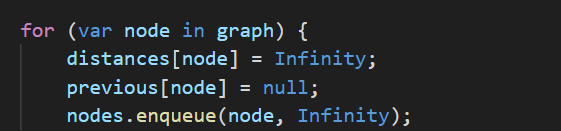 for (var node in graph) {
distances[node] = Infinity;
previous[node] = null;
nodes.enqueue(node, Infinity);